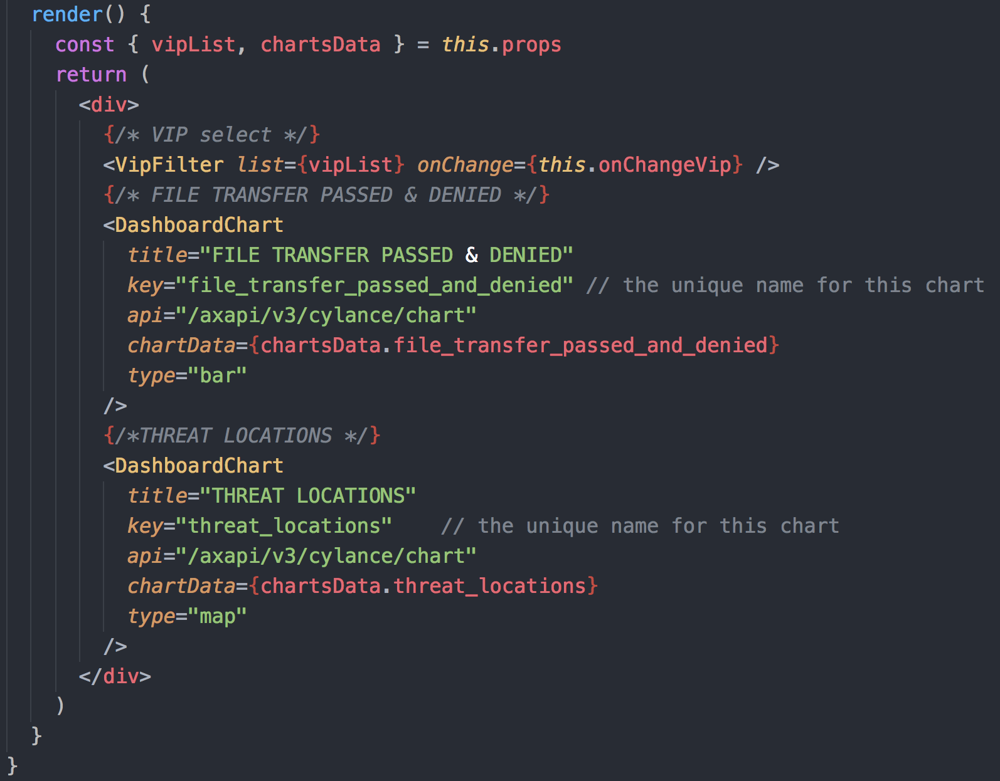 render() {
const { vipList, chartsData } = this.props
return (
<div>
{/* VIP select */}
<VipFilter list={vipList} onChange={this.onChangeVip} />
{/* FILE TRANSFER PASSED & DENIED */}
<DashboardChart
title="FILE TRANSFER PASSED & DENIED"
key="file_transfer_passed_and_denied" // the unique name for this chart
api="/axapi/v3/cylance/chart"
chartData={chartsData.file_transfer_passed_and_denied}
type="bar"
/>
{/*THREAT LOCATIONS */}
<DashboardChart
title="THREAT LOCATIONS"
key="threat_locations"    // the unique name for this chart
api="/axapi/v3/cylance/chart"
chartData={chartsData.threat_locations}
type="map"
/>
</div>
)
}
}